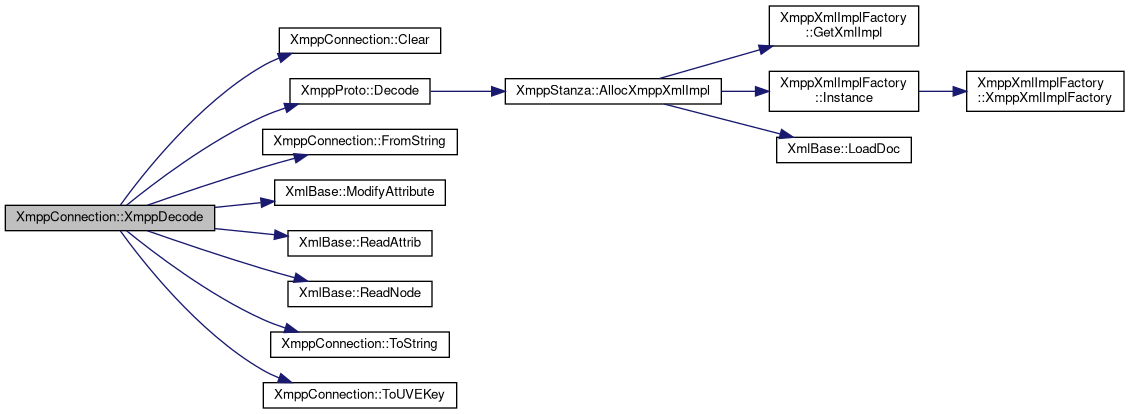 XmppConnection::XmppDecode
XmppConnection::Clear
XmppProto::Decode
XmppConnection::FromString
XmlBase::ModifyAttribute
XmlBase::ReadAttrib
XmlBase::ReadNode
XmppConnection::ToString
XmppConnection::ToUVEKey
XmppStanza::AllocXmppXmlImpl
XmppXmlImplFactory
::GetXmlImpl
XmppXmlImplFactory
::Instance
XmlBase::LoadDoc
XmppXmlImplFactory
::XmppXmlImplFactory